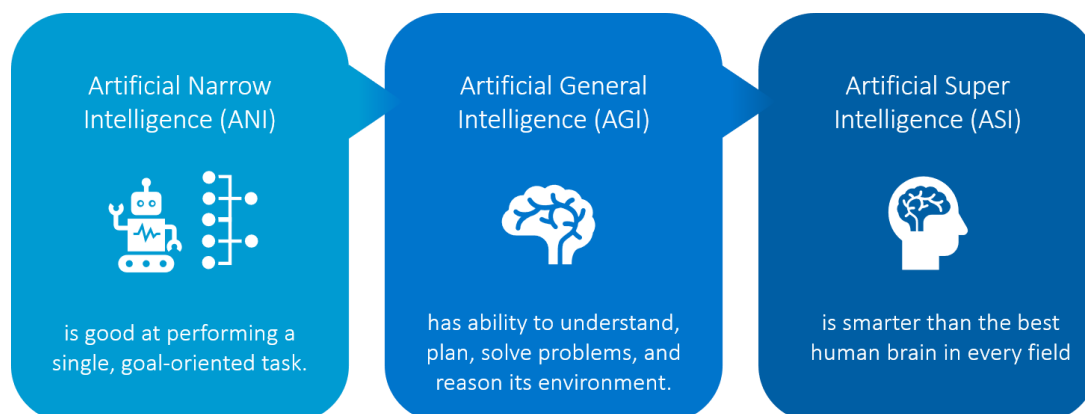 Artificial Narrow
Intelligence (ANI)
is good at performing a
single, goal-oriented task.
Artificial General
Intelligence (AGI)
has ability to understand,
plan, solve problems, and
reason its environment.
Artificial Super
Intelligence (ASI)
is smarter than the best
human brain in every field